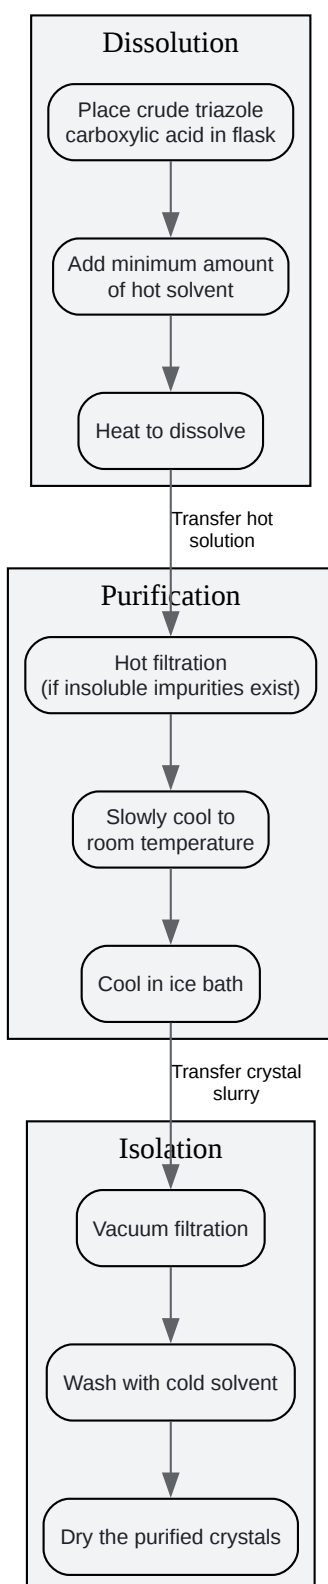 Dissolution
Place crude triazole
carboxylic acid in flask
Add minimum amount
of hot solvent
Heat to dissolve
Transfer hot
solution
Purification
Hot filtration
(if insoluble impurities exist)
Slowly cool to
room temperature
Cool in ice bath
Transfer crystal
slurry
Isolation
Vacuum filtration
Wash with cold solvent
Dry the purified crystals